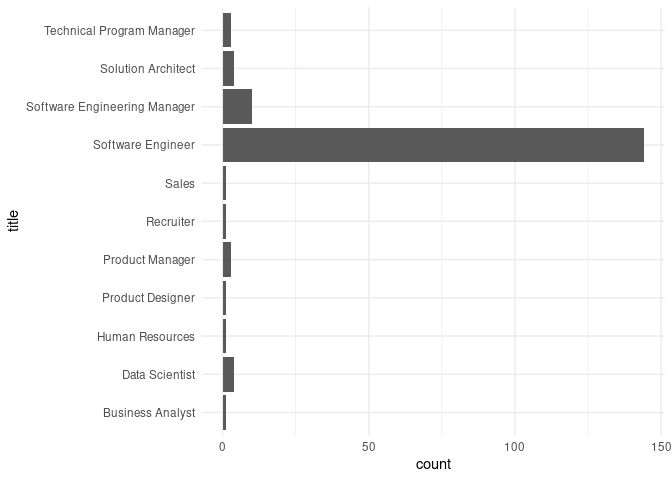 Technical Program Manager
Solution Architect
Software Engineering Manager
Software Engineer
Sales
Recruiter
Product Manager
Product Designer
Human Resources
Data Scientist
Business Analyst
title
0 50 100 150
count